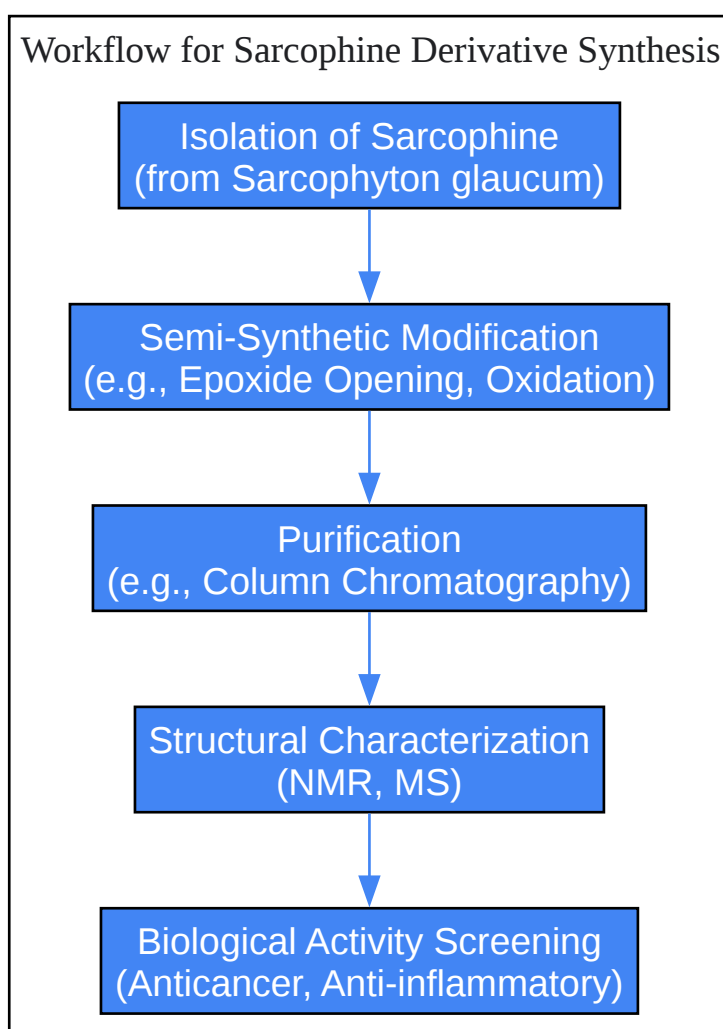 Workflow for Sarcophine Derivative Synthesis
Isolation of Sarcophine
(from Sarcophyton glaucum)
Semi-Synthetic Modification
(e.g., Epoxide Opening, Oxidation)
Purification
(e.g., Column Chromatography)
Structural Characterization
(NMR, MS)
Biological Activity Screening
(Anticancer, Anti-inflammatory)